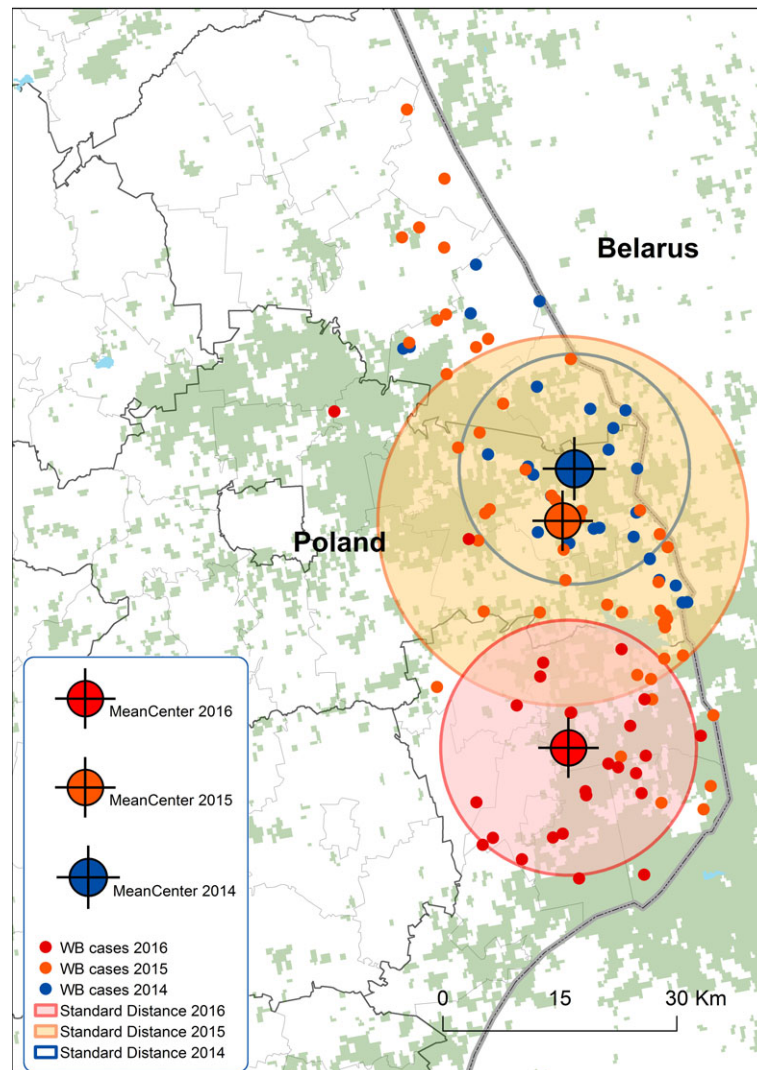 Belarus
Poland
MeanCenter 2016
MeanCenter 2015
MeanCenter 2014
WB cases 2016
WB cases 2015
WB cases 2014
Standard Distance 2016
Standard Distance 2015
Standard Distance 2014
0 15 30 Km